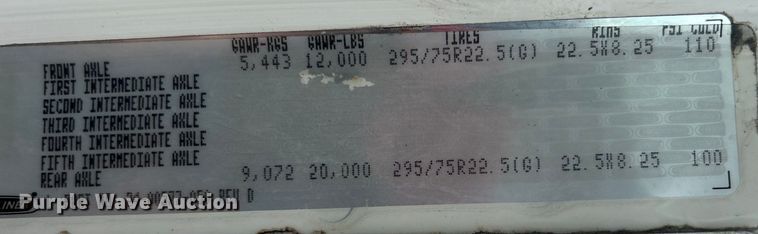 GAWR-KGS GAWR-LBS TIRES RIMS PSI COLD
FRONT AXLE 5,443 12,000 295/75R22.5(G) 22.5X8.25 110
FIRST INTERMEDIATE AXLE
SECOND INTERMEDIATE AXLE
THIRD INTERMEDIATE AXLE
FOURTH INTERMEDIATE AXLE
FIFTH INTERMEDIATE AXLE
REAR AXLE 9,072 20,000 295/75R22.5(G) 22.5X8.25 100
REV D
Purple Wave Auction